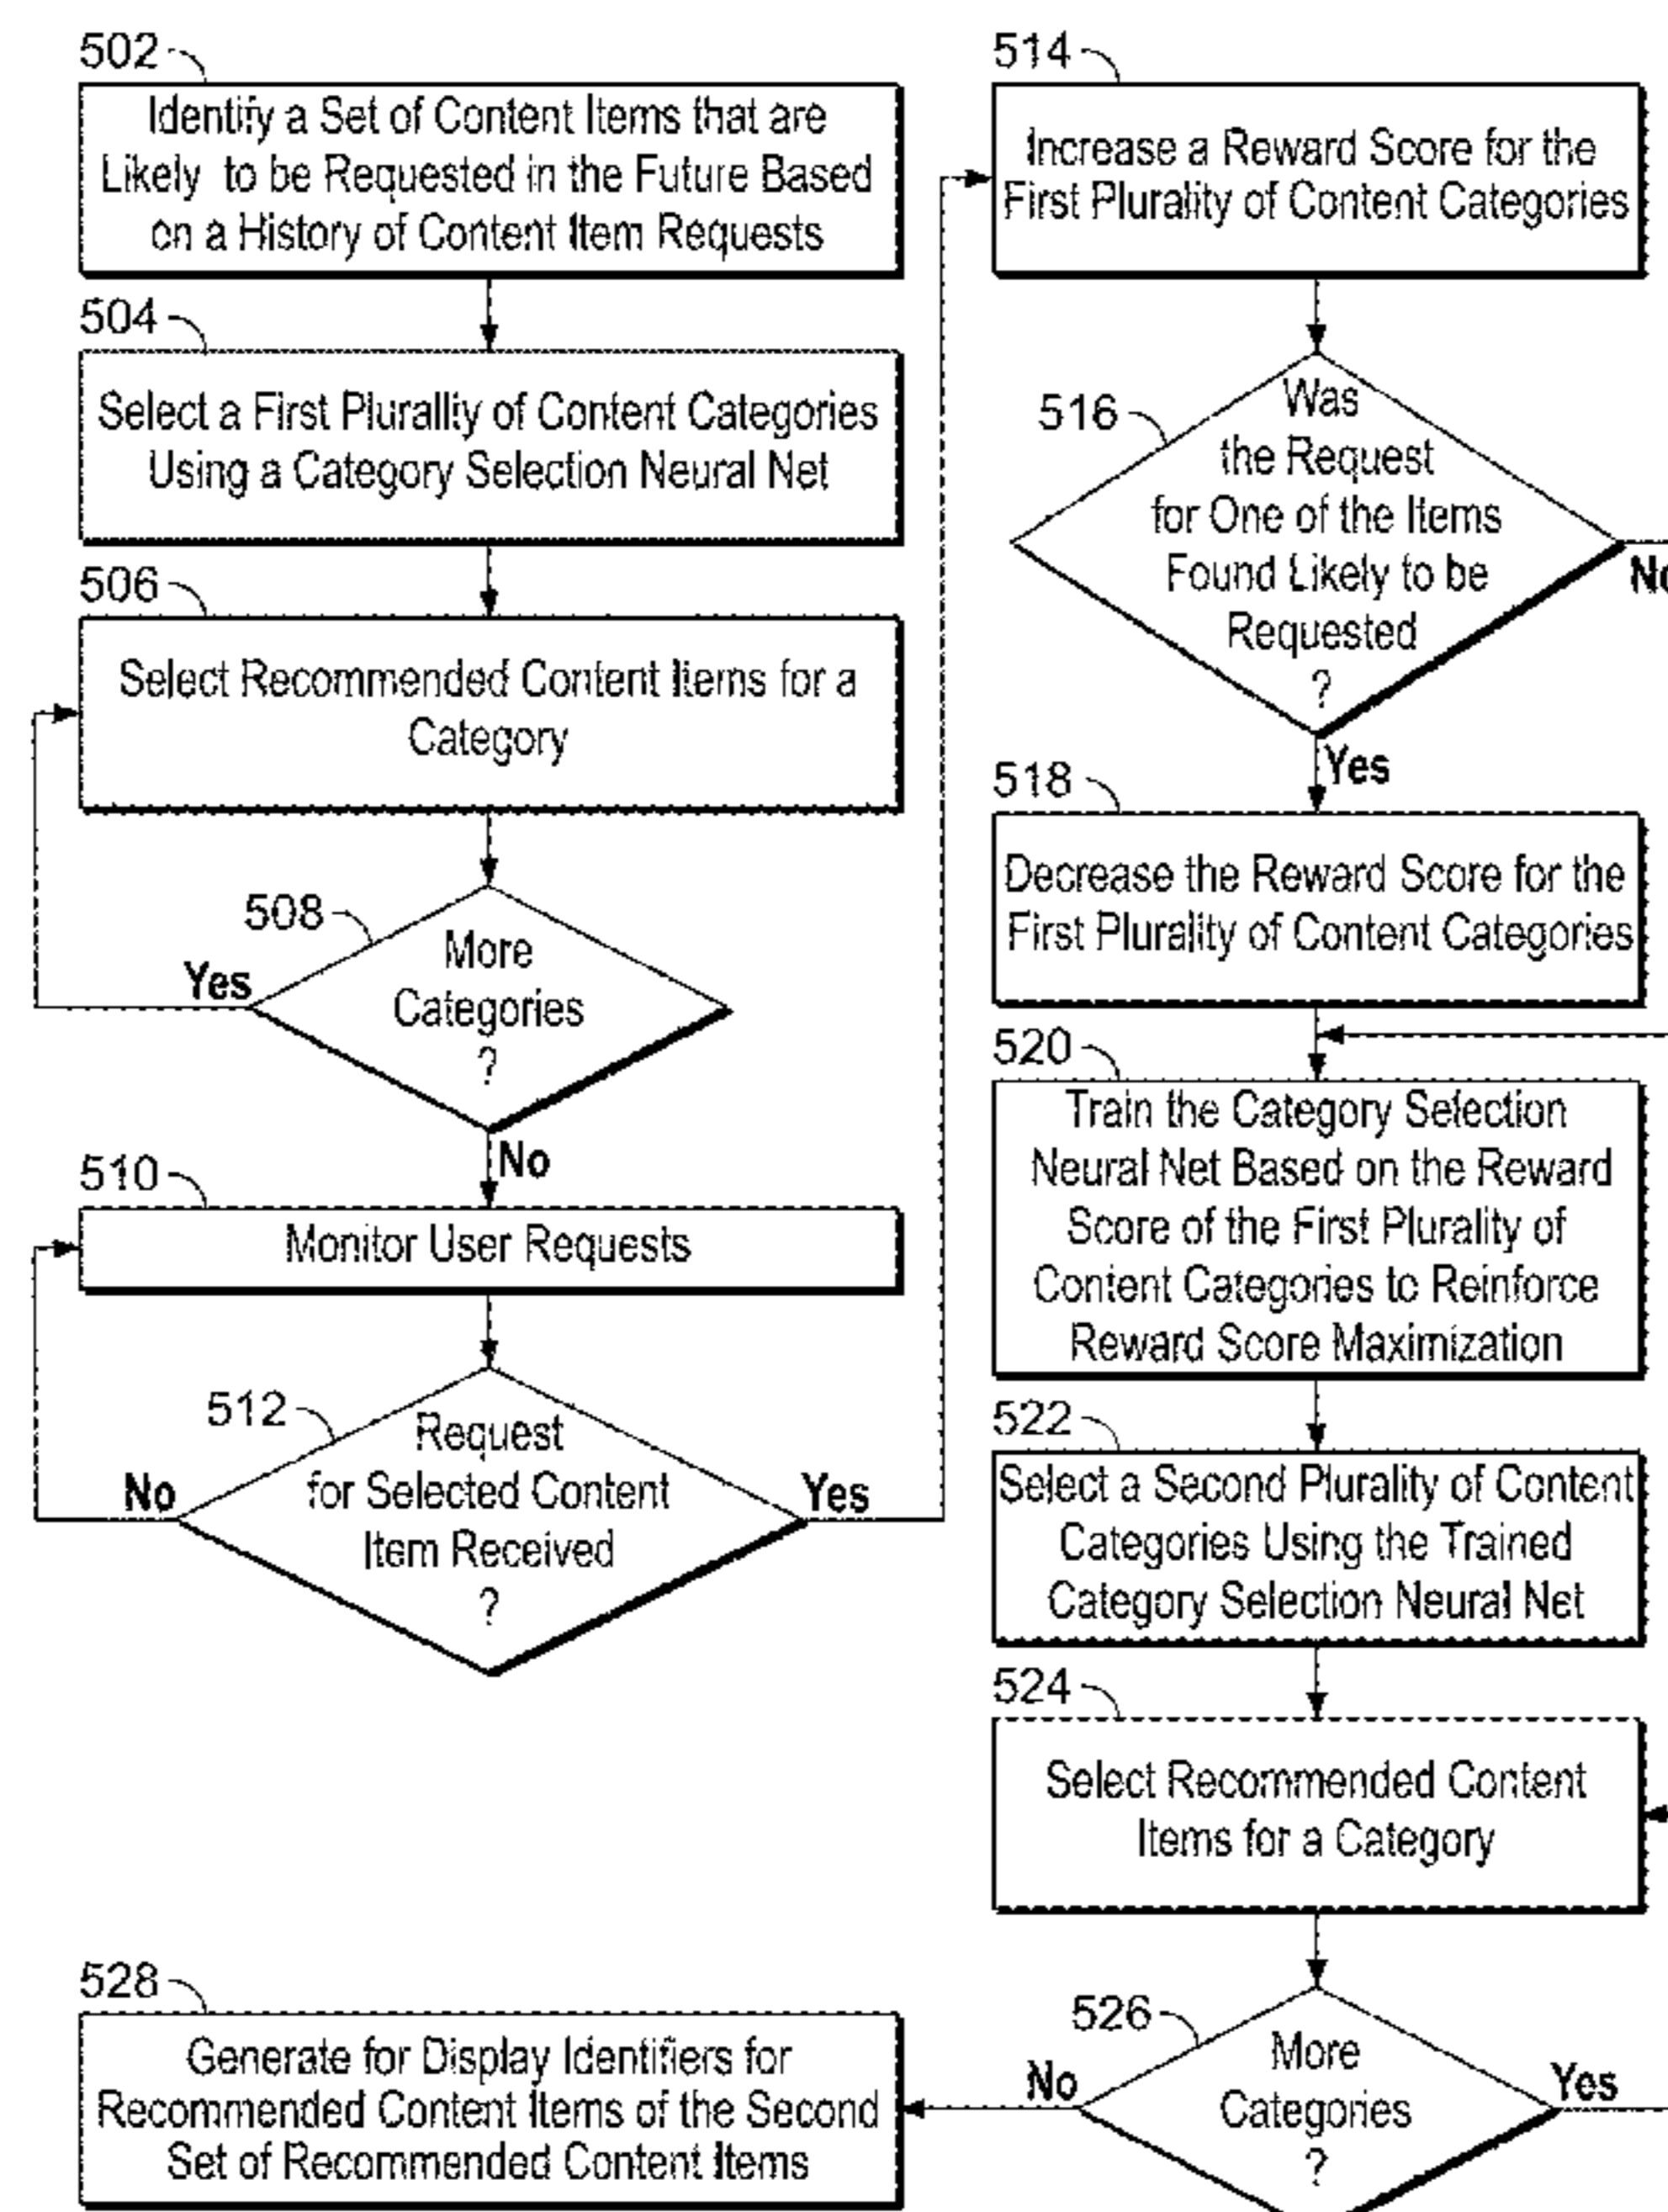 502
Identify a Set of Content Items that are
Likely to be Requested in the Future Based
on a History of Content Item Requests
504
Select a First Pluralliy of Content Categories
Using a Category Selection Neural Net
506
Select Recommended Content Items for a
Category
508
More
Categories
?
Yes
No
510
Monitor User Requests
512
Request
for Selected Content
Item Received
?
No
Yes
514
Increase a Reward Score for the
First Plurality of Content Categories
516
Was
the Request
for One of the Items
Found Likely to be
Requested
?
No
Yes
518
Decrease the Reward Score for the
First Plurality of Content Categories
520
Train the Category Selection
Neural Net Based on the Reward
Score of the First Plurality of
Content Categories to Reinforce
Reward Score Maximization
522
Select a Second Plurality of Content
Categories Using the Trained
Category Selection Neural Net
524
Select Recommended Content
Items for a Category
526
More
Categories
?
No
Yes
528
Generate for Display Identifiers for
Recommended Content Items of the Second
Set of Recommended Content Items